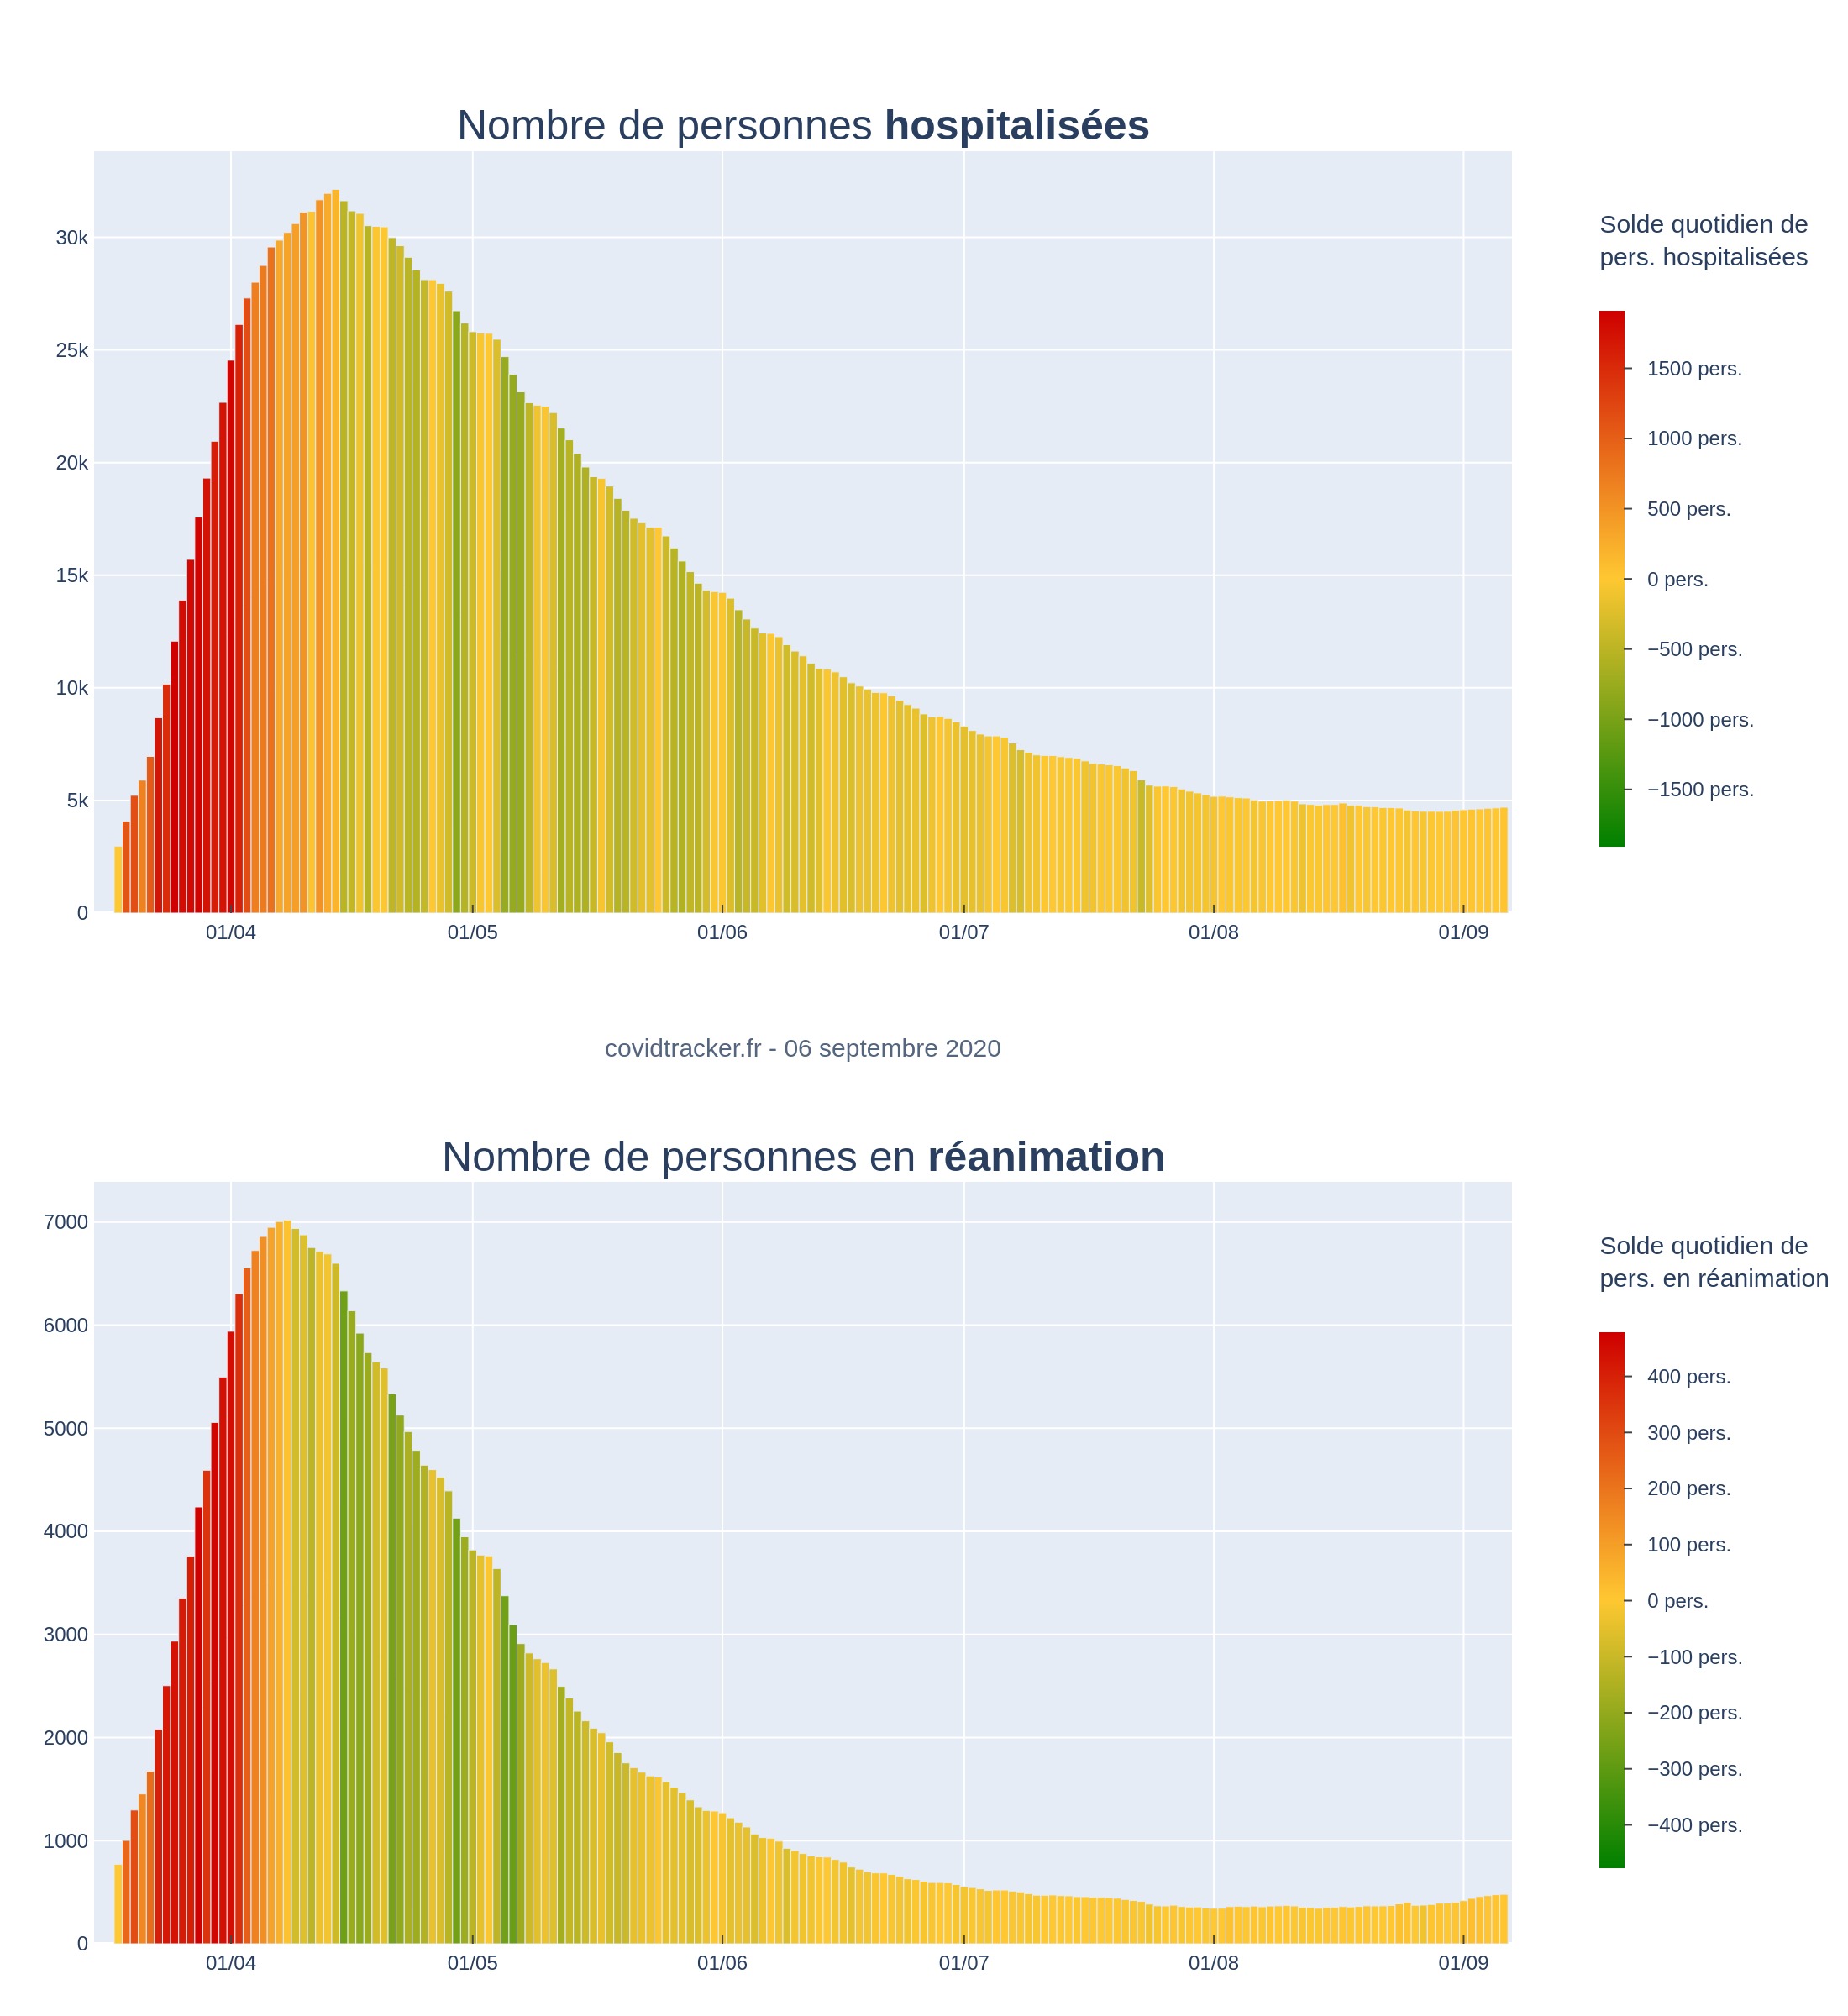 Nombre de personnes hospitalisées
Solde quotidien de
pers. hospitalisées
30k
25k
20k
15k
10k
5k
0
1500 pers.
1000 pers.
500 pers.
0 pers.
−500 pers.
−1000 pers.
−1500 pers.
01/04 01/05 01/06 01/07 01/08 01/09
covidtracker.fr - 06 septembre 2020
Nombre de personnes en réanimation
Solde quotidien de
pers. en réanimation
7000
6000
5000
4000
3000
2000
1000
0
400 pers.
300 pers.
200 pers.
100 pers.
0 pers.
−100 pers.
−200 pers.
−300 pers.
−400 pers.
01/04 01/05 01/06 01/07 01/08 01/09